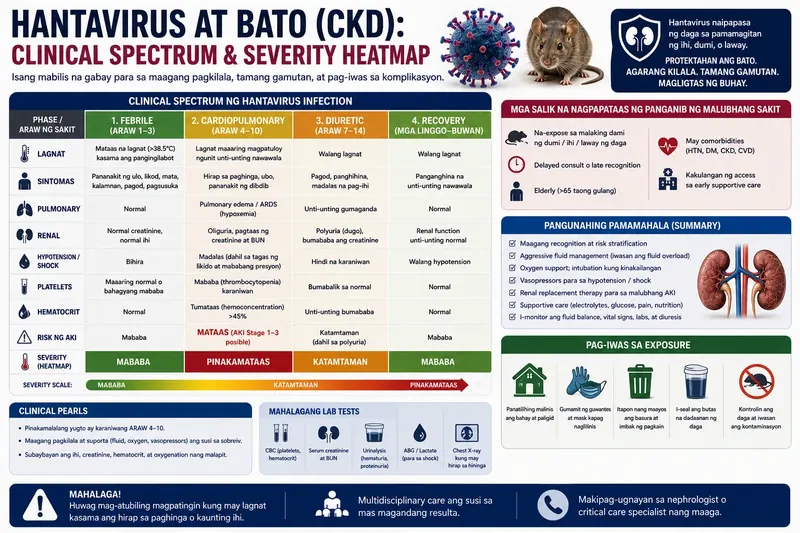 HANTAVIRUS AT BATO (CKD):
CLINICAL SPECTRUM & SEVERITY HEATMAP
Isang mabilis na gabay para sa maagang pagkilala, tamang gamutan, at pag-iwas sa komplikasyon.
Hantavirus naipapasa
ng daga sa pamamagitan
ng ihi, dumi, o laway.
PROTEKTAHAN ANG BATO.
AGARANG KILALA. TAMANG GAMUTAN.
MAGLIGTAS NG BUHAY.
CLINICAL SPECTRUM NG HANTAVIRUS INFECTION
PHASE /
ARAW NG SAKIT
1. FEBRILE
(ARAW 1–3)
2. CARDIOPULMONARY
(ARAW 4–10)
3. DIURETIC
(ARAW 7–14)
4. RECOVERY
(MGA LINGGO-BUWAN)
LAGNAT
Mataas na lagnat (>38.5°C)
kasama ang pangingilabot
Lagnat maaaring magpatuloy
ngunit unti-unting nawawala
Walang lagnat
Walang lagnat
SINTOMAS
Pananakit ng ulo, likod, mata,
kalamnan, pagod, pagsusuka
Hirap sa paghinga, ubo,
pananakit ng dibdib
Pagod, panghihina,
madalas na pag-ihi
Panganghina na
unti-unting nawawala
PULMONARY
Normal
Pulmonary edema / ARDS
(hypoxemia)
Unti-unting gumaganda
Normal
RENAL
Normal creatinine,
normal ihi
Oliguria, pagtaas ng
creatinine at BUN
Polyuria (dugo),
bumababa ang creatinine
Renal function
unti-unting normal
HYPOTENSION /
SHOCK
Bihira
Madalas (dahil sa tagas ng
likido at mababang presyon)
Hindi na karaniwan
Walang hypotension
PLATELETS
Maaaring normal o
bahagyang mababa
Mababa (thrombocytopenia)
karaniwan
Bumabalik sa normal
Normal
HEMATOCRIT
Normal
Tumataas (hemoconcentration)
>45%
Unti-unting bumababa
Normal
RISK NG AKI
Mababa
MATAAS (AKI Stage 1–3
posible)
Katamtaman
(dahil sa polyuria)
Mababa
SEVERITY
(HEATMAP)
MABABA
PINAKAMATAAS
KATAMTAMAN
MABABA
SEVERITY SCALE:
MABABA
KATAMTAMAN
PINAKAMATAAS
MGA SALIK NA NAGPAPATAAS NG PANGANIB NG MALUBHANG SAKIT
Na-expose sa malaking dami
ng dumi / ihi / laway ng daga
Delayed consult o late recognition
Elderly (>65 taong gulang)
May comorbidities
(HTN, DM, CKD, CVD)
Kakulangan ng access
sa early supportive care
PANGUNAHING PAMAMAHALA (SUMMARY)
Maagang recognition at risk stratification
Aggressive fluid management (iwasan ang fluid overload)
Oxygen support; intubation kung kinakailangan
Vasopressors para sa hypotension / shock
Renal replacement therapy para sa malubhang AKI
Supportive care (electrolytes, glucose, pain, nutrition)
I-monitor ang fluid balance, vital signs, labs, at diuresis
PAG-IWAS SA EXPOSURE
Panatilihing malinis
ang bahay at paligid
Gumamit ng guwantes
at mask kapag
naglilinis
Itapon nang maayos
ang basura at
imbak ng pagkain
I-seal ang butas
na dadaanan ng
daga
Kontrolin ang
daga at iwasan
ang kontaminasyon
CLINICAL PEARLS
• Pinakamalalang yugto ay karaniwang ARAW 4–10.
• Maagang pagkilala at suporta (fluid, oxygen, vasopressors) ang susi sa sobreiv.
• Subaybayan ang ihi, creatinine, hematocrit, at oxygenation nang malapit.
MAHALAGANG LAB TESTS
CBC (platelets,
hematocrit)
Serum creatinine
at BUN
Urinalysis
(hematuria,
proteinuria)
ABG / Lactate
(para sa shock)
Chest X-ray
kung may
hirap sa hininga
MAHALAGA!
Huwag mag-atubiling magpatingin kung may lagnat
kasama ang hirap sa paghinga o kaunting ihi.
Multidisciplinary care ang susi sa
mas magandang resulta.
Makipag-ugnayan sa nephrologist o
critical care specialist nang maaga.